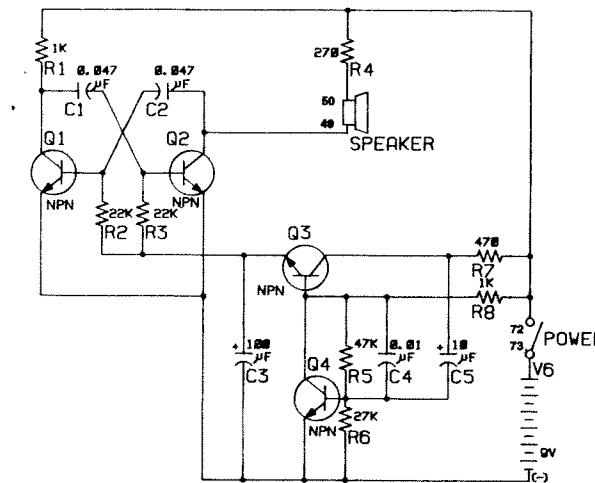 1K
R1
0.047
µF
C1
0.047
µF
C2
270
R4
50
49
SPEAKER
Q1
NPN
Q2
NPN
22K
R2
22K
R3
Q3
NPN
470
R7
1K
R8
72
73
POWER
V6
+ 100
µF
C3
47K
R5
0.01
µF
C4
+ 10
µF
C5
Q4
NPN
27K
R6
9V
(-)